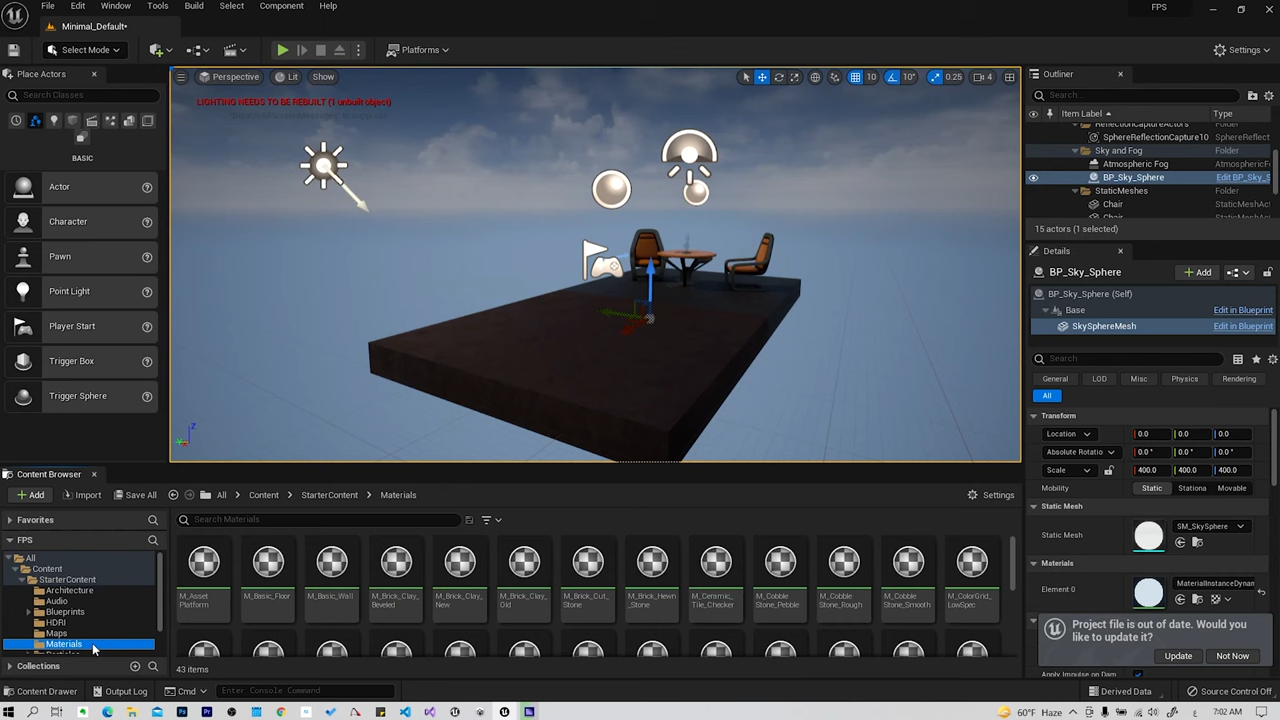 File Edit Window Tools Build Select Actor Component Help
FPS
Minimal_Default*
Select Mode
Platforms
Settings
Place Actors
Search Classes
BASIC
Actor
Character
Pawn
Point Light
Player Start
Trigger Box
Trigger Sphere
Perspective
Lit
Show
10
10°
0.25
4
LIGHTING NEEDS TO BE REBUILT (1 unbuilt object)
Outliner
Search...
Item Label
Type
ReflectionCaptureActors Folder
SphereReflectionCapture10 SphereReflect
Sky and Fog Folder
Atmospheric Fog AtmosphericF
BP_Sky_Sphere Edit BP_Sky_S
StaticMeshes Folder
Chair StaticMeshAct
Chair
15 actors (1 selected)
Details
BP_Sky_Sphere
Add
BP_Sky_Sphere (Self)
Base Edit in Blueprint
SkySphereMesh Edit in Blueprint
Search
General LOD Misc Physics Rendering
All
Transform
Location 0.0 0.0 0.0
Absolute Rotatio 0.0 ° 0.0 ° 0.0 °
Scale 400.0 400.0 400.0
Mobility Static Stationa Movable
Static Mesh
Static Mesh SM_SkySphere
Materials
Element 0 MaterialInstanceDynam
Project file is out of date. Would you
like to update it?
Update Not Now
Apply Impulse on Dam
Content Browser
Add Import Save All All Content StarterContent Materials Settings
Favorites
FPS
All
Content
StarterContent
Architecture
Audio
Blueprints
HDRI
Maps
Materials
Collections
Search Materials
M_Asset
Platform
M_Basic_Floor
M_Basic_Wall
M_Brick_Clay_
Beveled
M_Brick_Clay_
New
M_Brick_Clay_
Old
M_Brick_Cut_
Stone
M_Brick_Hewn
_Stone
M_Ceramic_
Tile_Checker
M_Cobble
Stone_Pebble
M_Cobble
Stone_Rough
M_Cobble
Stone_Smooth
M_ColorGrid_
LowSpec
43 items
Content Drawer Output Log Cmd Enter Console Command Derived Data Source Control Off
60°F Haze
7:02 AM